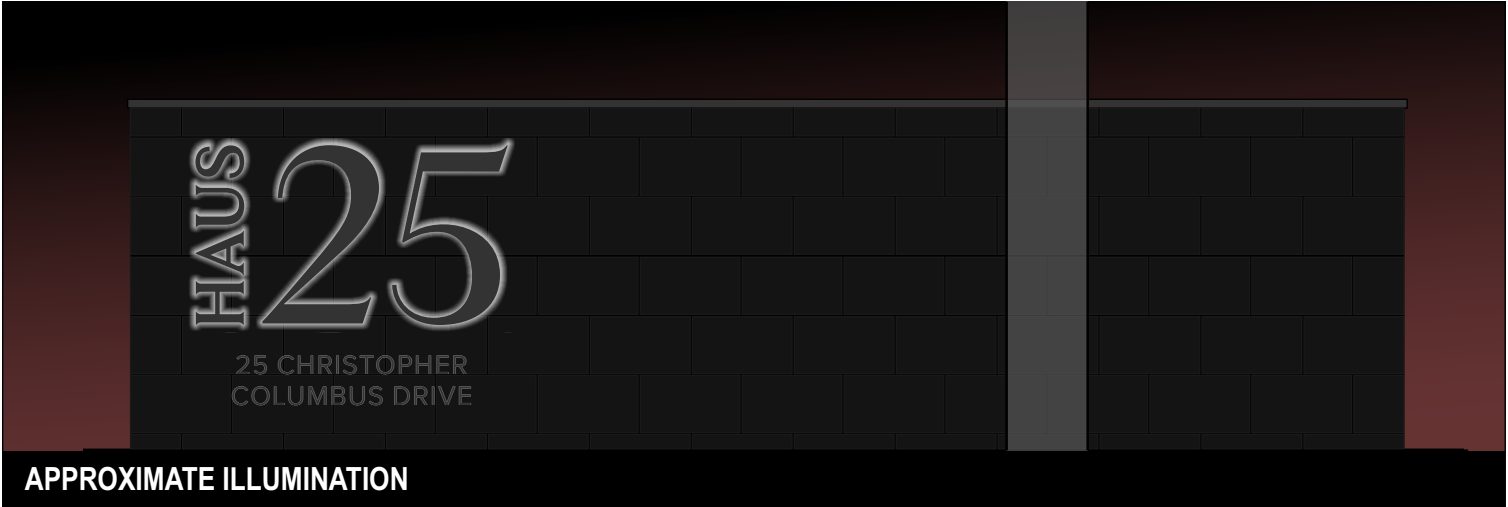 HAUS
25
25 CHRISTOPHER
COLUMBUS DRIVE
APPROXIMATE ILLUMINATION